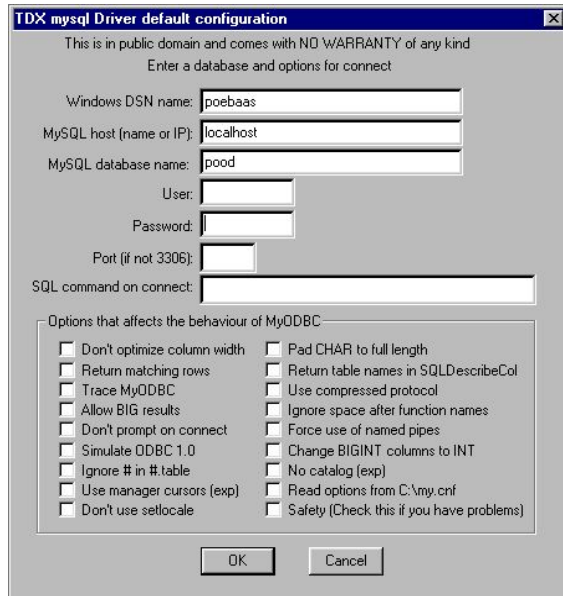 TDX mysql Driver default configuration
This is in public domain and comes with NO WARRANTY of any kind
Enter a database and options for connect
Windows DSN name: poebaas
MySQL host (name or IP): localhost
MySQL database name: pood
User:
Password:
Port (if not 3306):
SQL command on connect:
Options that affects the behaviour of MyODBC
Don't optimize column width Pad CHAR to full length
Return matching rows Return table names in SQLDescribeCol
Trace MyODBC Use compressed protocol
Allow BIG results Ignore space after function names
Don't prompt on connect Force use of named pipes
Simulate ODBC 1.0 Change BIGINT columns to INT
Ignore # in #.table No catalog (exp)
Use manager cursors (exp) Read options from C:\my.cnf
Don't use setlocale Safety (Check this if you have problems)
OK Cancel